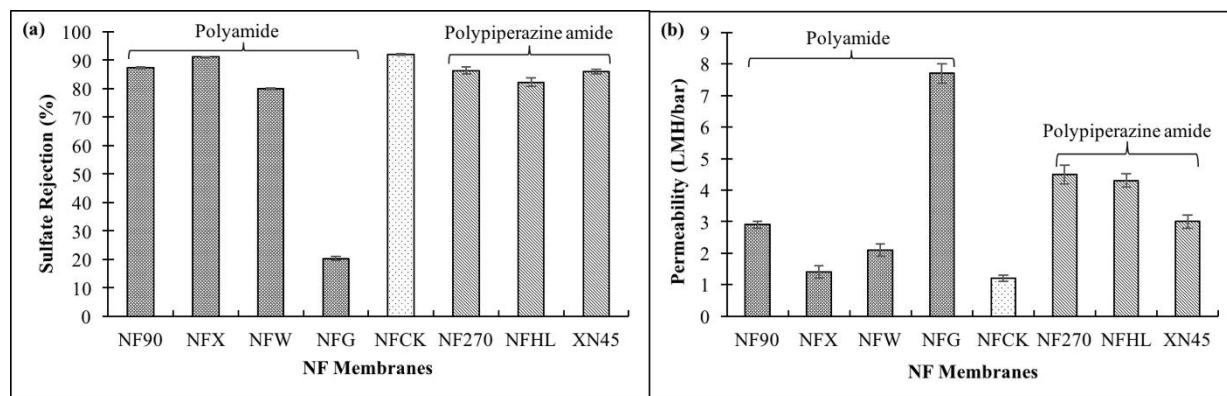 (a)
Polyamide
Polypiperazine amide
100
90
80
70
60
50
40
30
20
10
0
Sulfate Rejection (%)
NF90 NFX NFW NFG NFCK NF270 NFHL XN45
NF Membranes
(b)
Polyamide
Polypiperazine amide
9
8
7
6
5
4
3
2
1
0
Permeability (LMH/bar)
NF90 NFX NFW NFG NFCK NF270 NFHL XN45
NF Membranes